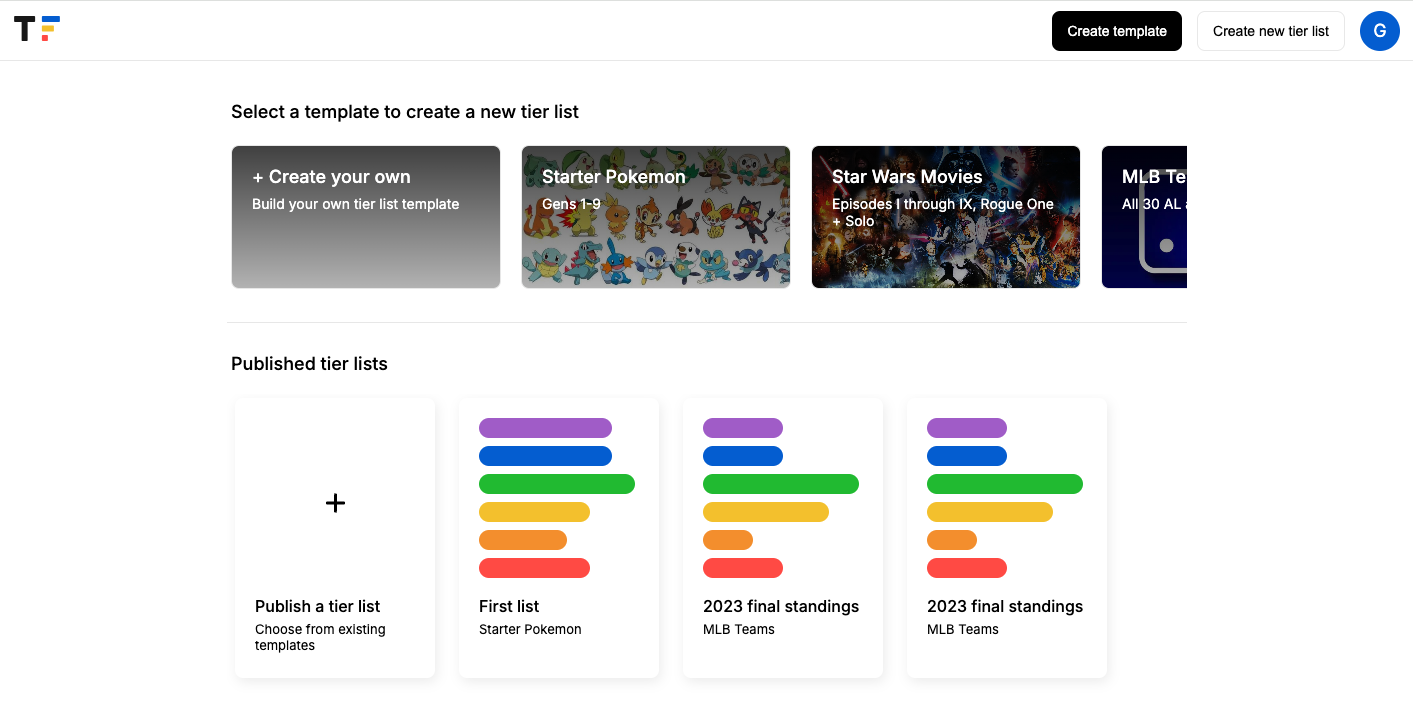 TF
Create template
Create new tier list
G
Select a template to create a new tier list
+ Create your own
Build your own tier list template
Starter Pokemon
Gens 1-9
Star Wars Movies
Episodes I through IX, Rogue One
+ Solo
MLB Te
All 30 AL
Published tier lists
Publish a tier list
Choose from existing
templates
First list
Starter Pokemon
2023 final standings
MLB Teams
2023 final standings
MLB Teams